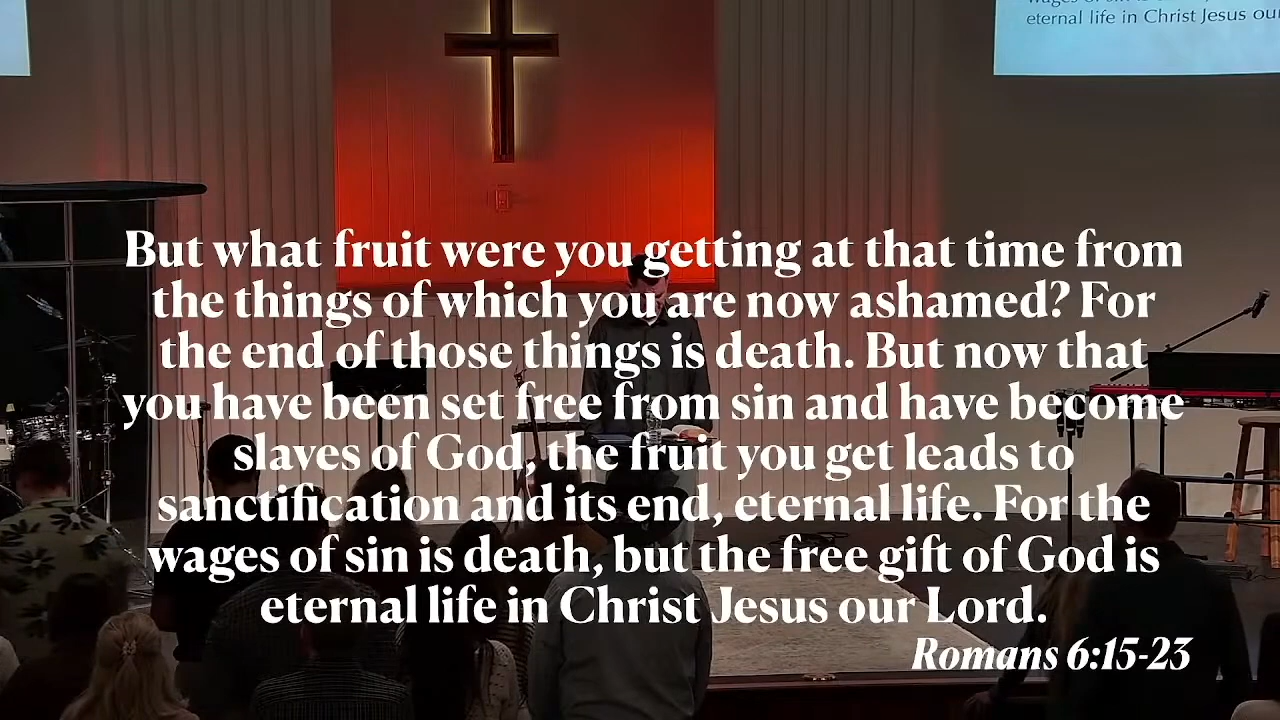 wages of sin is
eternal life in Christ Jesus our
But what fruit were you getting at that time from
the things of which you are now ashamed? For
the end of those things is death. But now that
you have been set free from sin and have become
slaves of God, the fruit you get leads to
sanctification and its end, eternal life. For the
wages of sin is death, but the free gift of God is
eternal life in Christ Jesus our Lord.
Romans 6:15-23